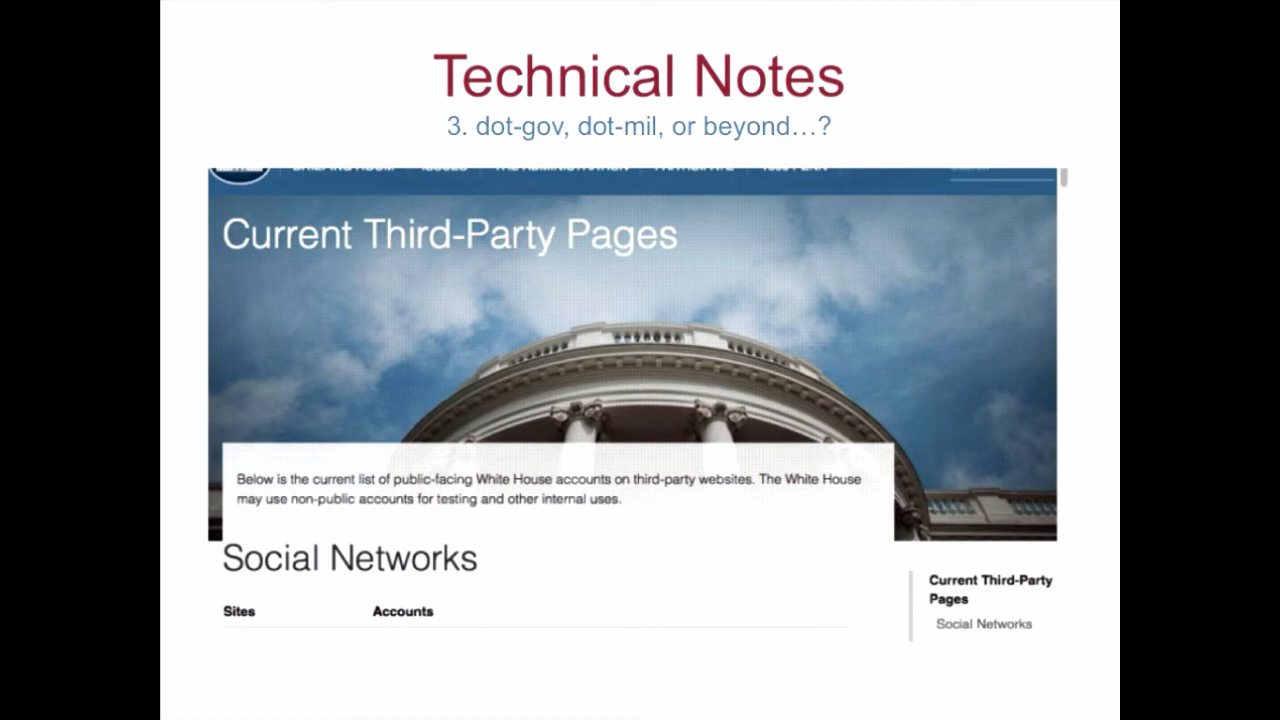 Technical Notes
3. dot-gov, dot-mil, or beyond…?
THE ADMINISTRATION
Current Third-Party Pages
Below is the current list of public-facing White House accounts on third-party websites. The White House
may use non-public accounts for testing and other internal uses.
Social Networks
Sites Accounts
Current Third-Party
Pages
Social Networks